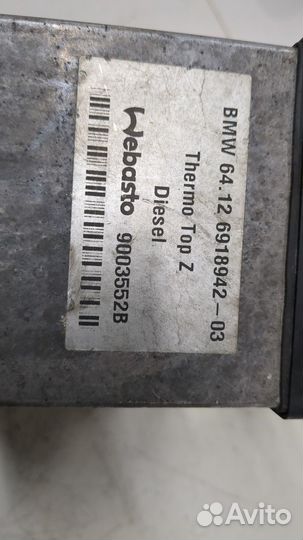 BMW 64.12 6918942-03
Thermo Top Z
Diesel
Webasto 9003552B
Avito